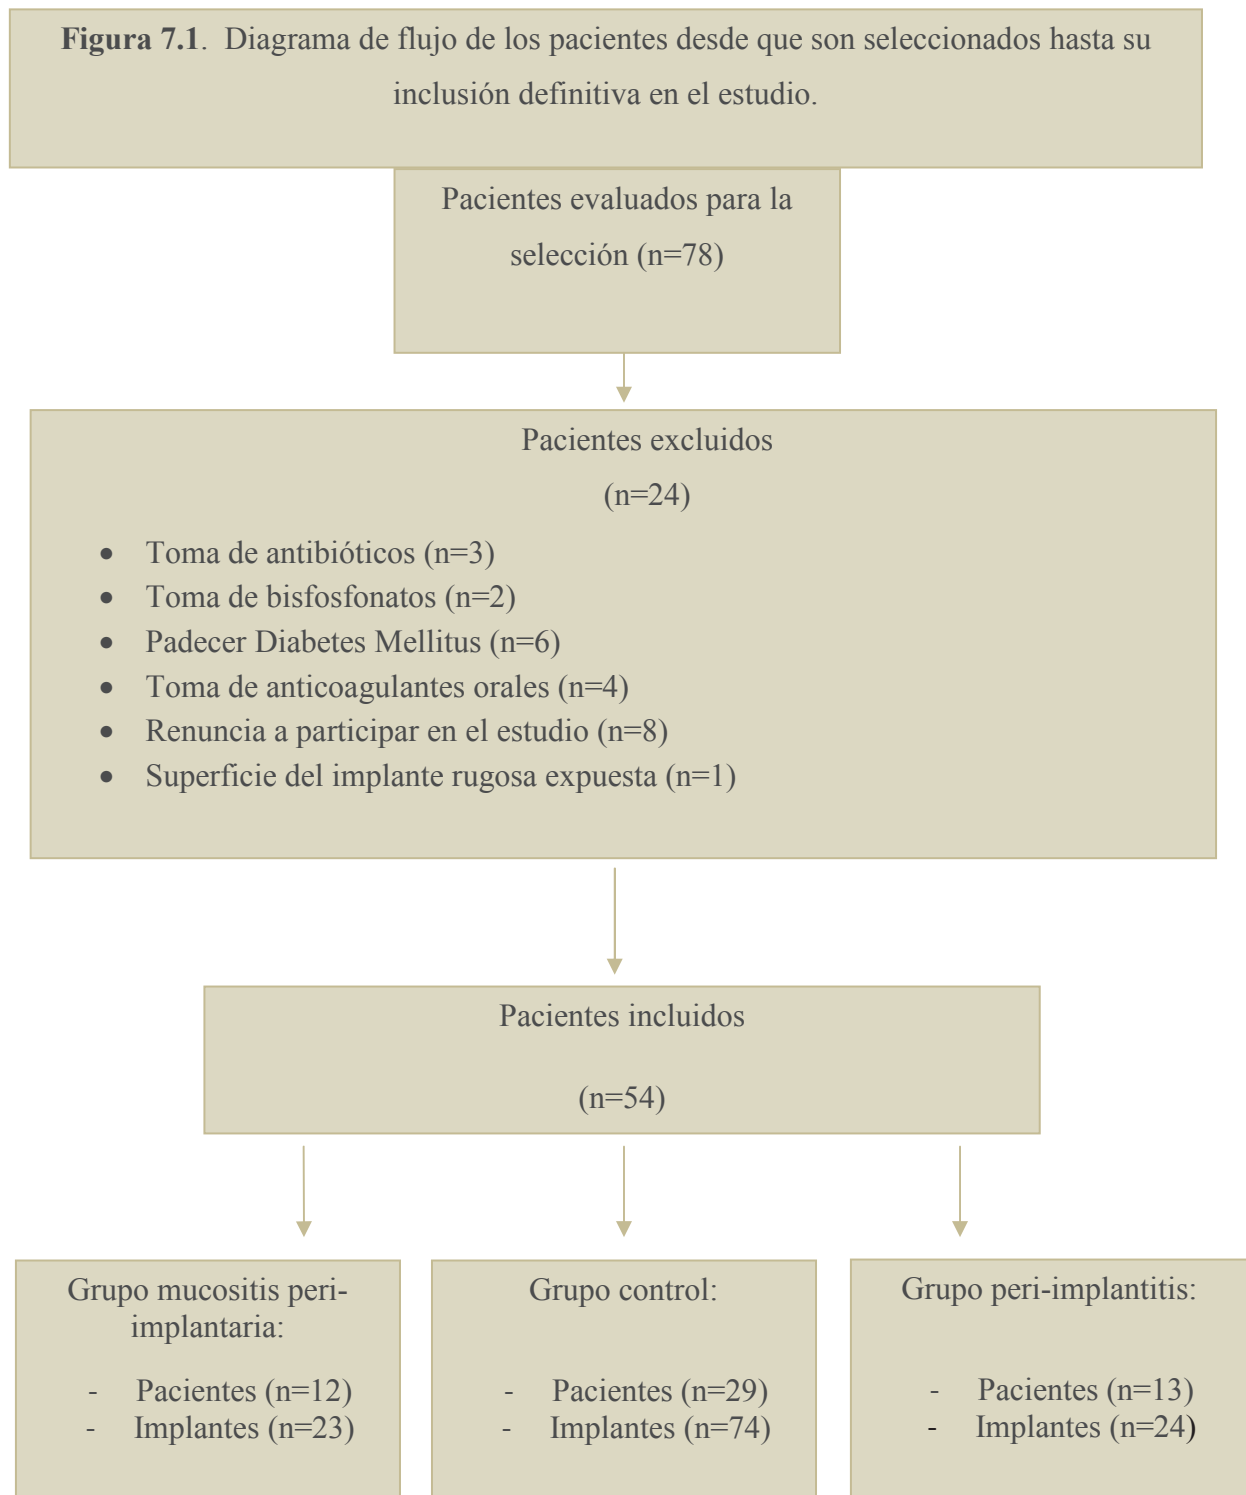 Figura 7.1.  Diagrama de flujo de los pacientes desde que son seleccionados hasta su
inclusión definitiva en el estudio.
Pacientes evaluados para la
selección (n=78)
Pacientes excluidos
(n=24)
• Toma de antibióticos (n=3)
• Toma de bisfosfonatos (n=2)
• Padecer Diabetes Mellitus (n=6)
• Toma de anticoagulantes orales (n=4)
• Renuncia a participar en el estudio (n=8)
• Superficie del implante rugosa expuesta (n=1)
Pacientes incluidos
(n=54)
Grupo mucositis peri-
implantaria:
- Pacientes (n=12)
- Implantes (n=23)
Grupo control:
- Pacientes (n=29)
- Implantes (n=74)
Grupo peri-implantitis:
- Pacientes (n=13)
- Implantes (n=24)